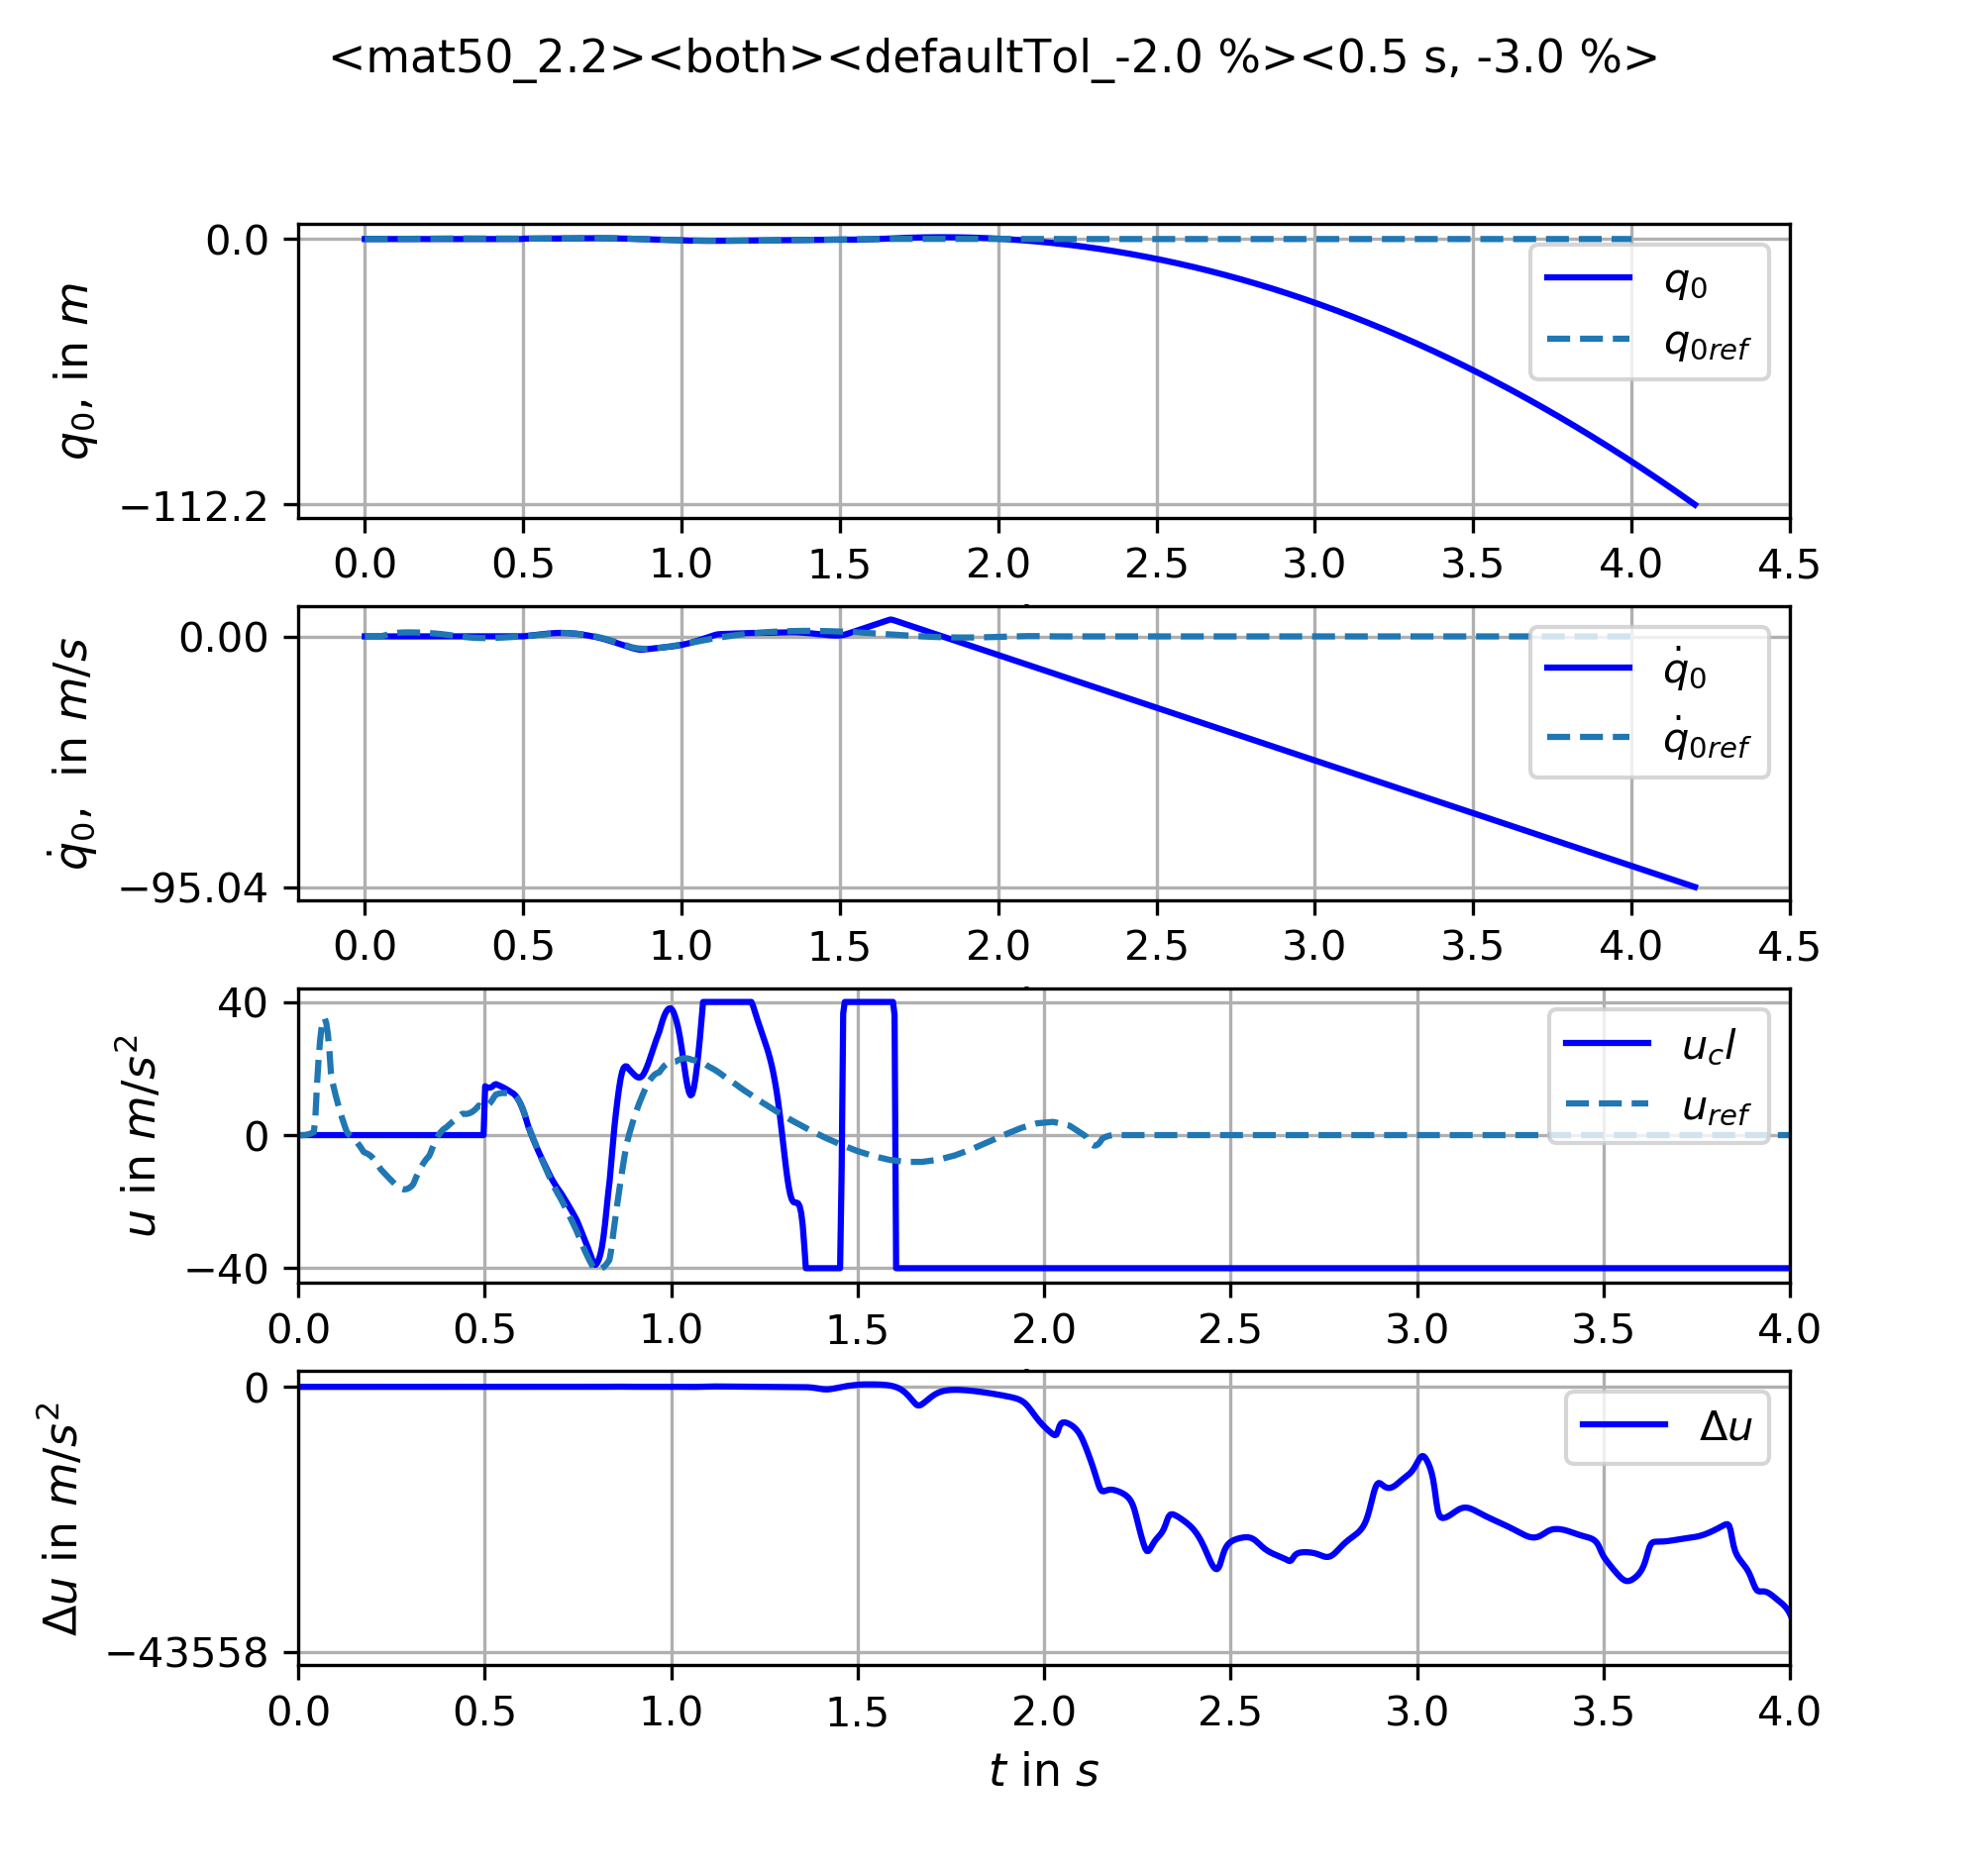 <mat50_2.2><both><defaultTol_-2.0 %><0.5 s, -3.0 %>
q₀, in m
0.0
−112.2
q₀
q₀ref
0.0 0.5 1.0 1.5 2.0 2.5 3.0 3.5 4.0 4.5
q̇₀, in m/s
0.00
−95.04
q̇₀
q̇₀ref
0.0 0.5 1.0 1.5 2.0 2.5 3.0 3.5 4.0 4.5
u in m/s²
40
0
−40
u_cl
u_ref
0.0 0.5 1.0 1.5 2.0 2.5 3.0 3.5 4.0
Δu in m/s²
0
−43558
Δu
0.0 0.5 1.0 1.5 2.0 2.5 3.0 3.5 4.0
t in s